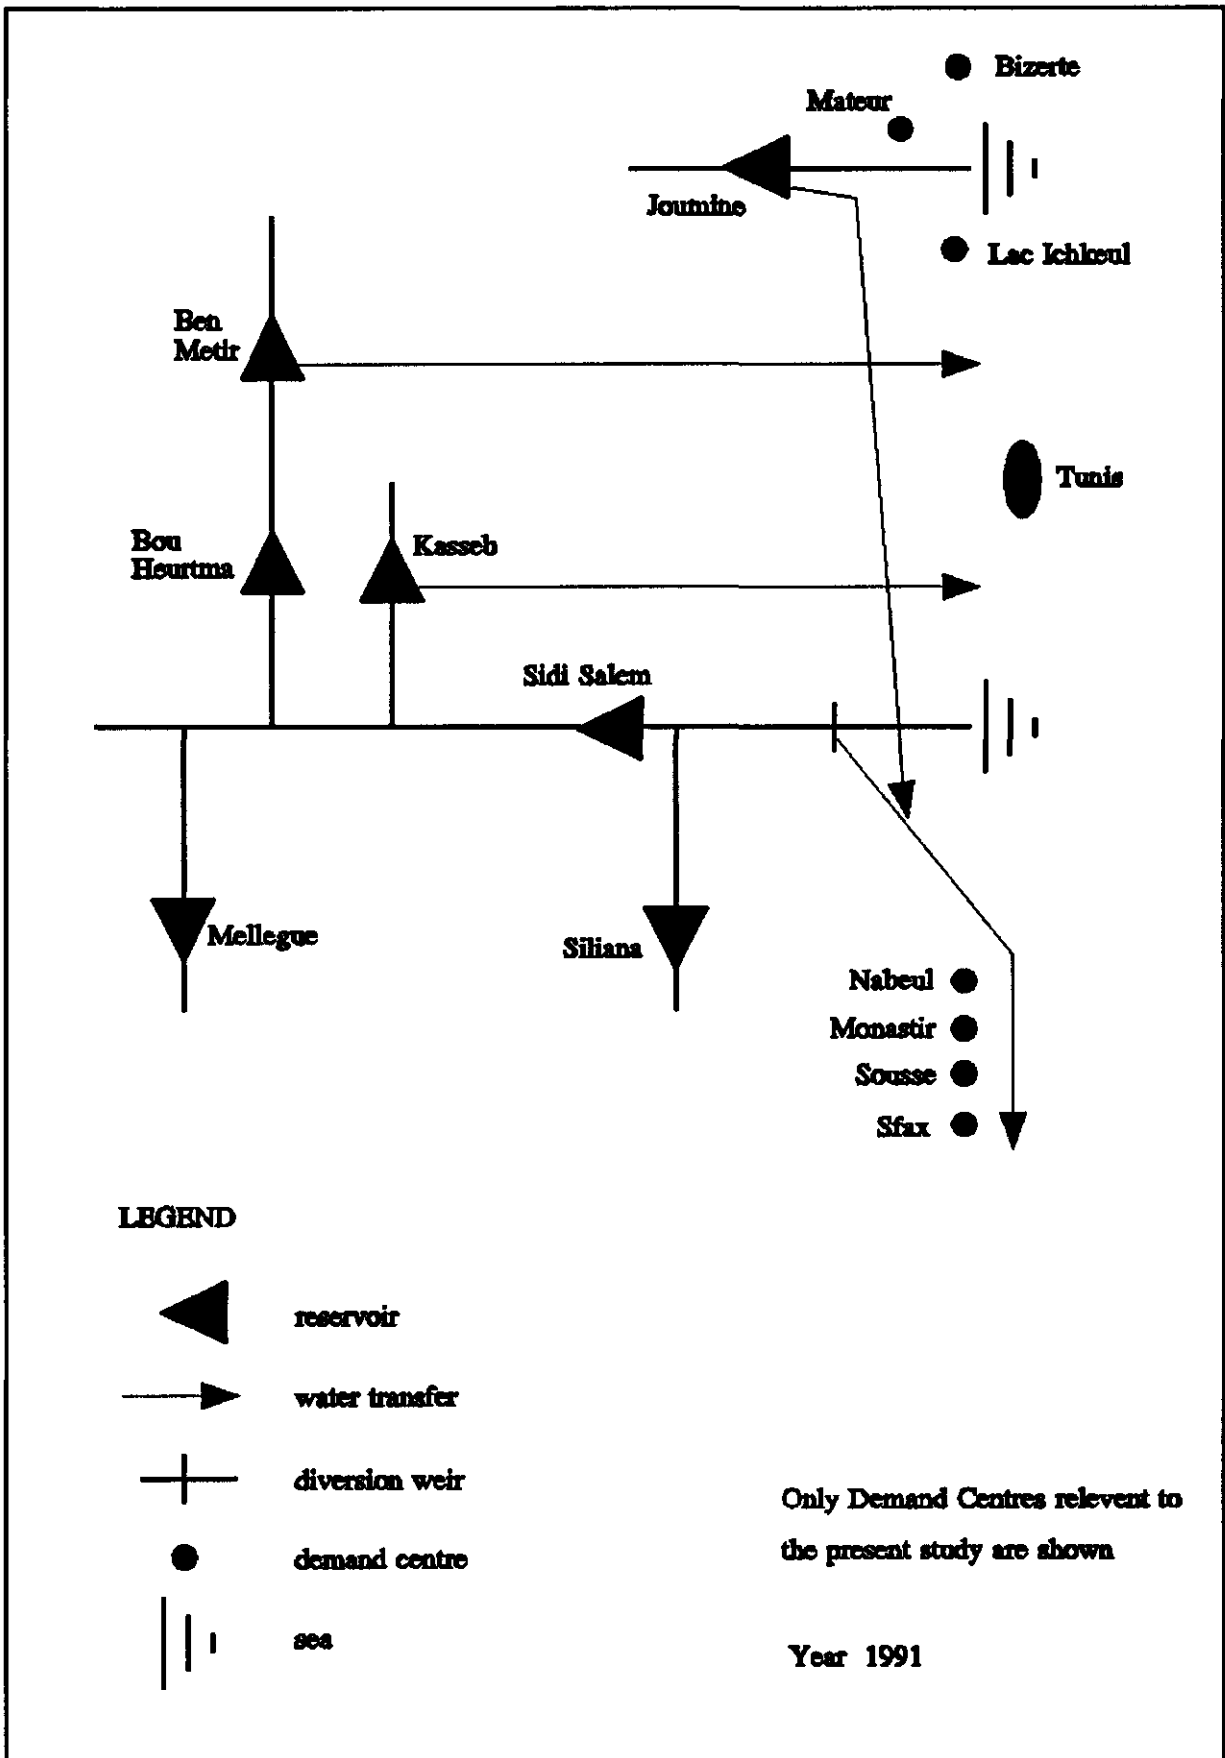 Bizerte
Mateur
Joumine
Lac Ichkeul
Ben
Metir
Tunis
Bou
Heurtma
Kasseb
Sidi Salem
Mellegue
Siliana
Nabeul
Monastir
Sousse
Sfax
LEGEND
reservoir
water transfer
diversion weir
demand centre
sea
Only Demand Centres relevent to
the present study are shown
Year 1991